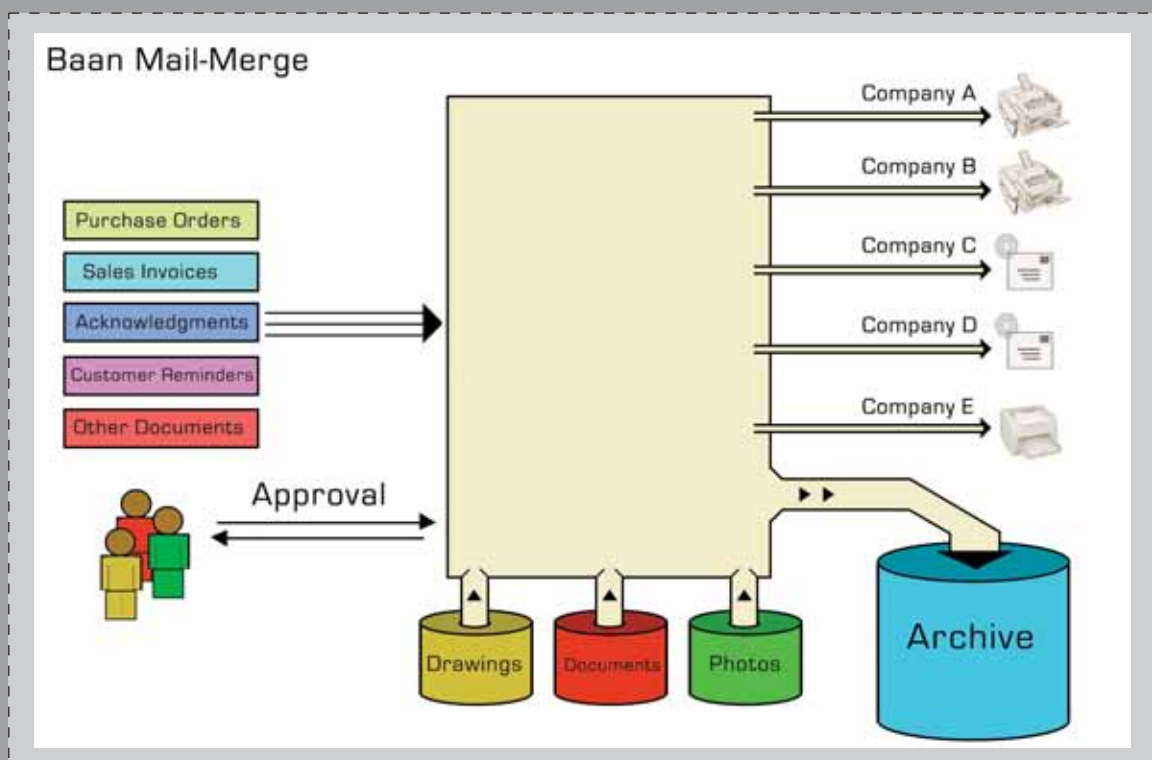 Baan Mail-Merge
Company A
Company B
Company C
Company D
Company E
Purchase Orders
Sales Invoices
Acknowledgments
Customer Reminders
Other Documents
Approval
Drawings
Documents
Photos
Archive